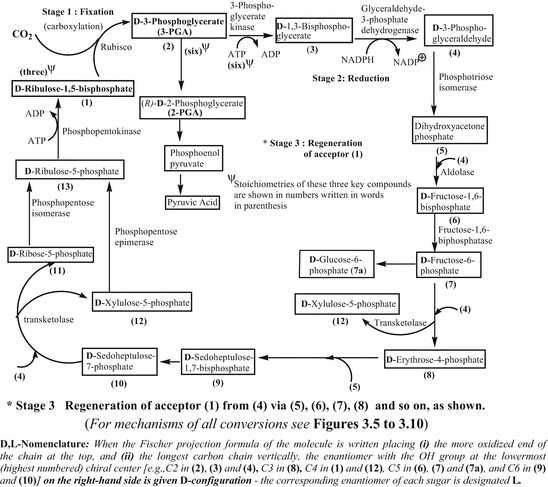 Stage 1 : Fixation
(carboxylation)
CO2
Rubisco
(three)Ψ
D-Ribulose-1,5-bisphosphate
(1)
D-3-Phosphoglycerate
(3-PGA)
(2)
(six)Ψ
3-Phospho-
glycerate
kinase
ATP ADP
(six)Ψ
D-1,3-Bisphospho-
glycerate
(3)
Glyceraldehyde-
3-phosphate
dehydrogenase
NADPH NADP⊕
D-3-Phospho-
glyceraldehyde
(4)
Stage 2: Reduction
Phosphotriose
isomerase
(R)-D-2-Phosphoglycerate
(2-PGA)
Phosphoenol
pyruvate
Pyruvic Acid
ADP
ATP
Phosphopentokinase
D-Ribulose-5-phosphate
(13)
* Stage 3 : Regeneration
of acceptor (1)
ΨStoichiometries of these three key compounds
are shown in numbers written in words
in parenthesis
Dihydroxyacetone
phosphate
(5)
(4)
Aldolase
D-Fructose-1,6-
bisphosphate
(6)
Fructose-1,6-
biphosphatase
D-Glucose-6-
phosphate (7a)
D-Fructose-6-
phosphate
(7)
Phosphopentose
isomerase
Phosphopentose
epimerase
D-Ribose-5-phosphate
(11)
D-Xylulose-5-phosphate
(12)
transketolase
D-Xylulose-5-phosphate
(12)
Transketolase
(4)
D-Erythrose-4-phosphate
(8)
(4)
D-Sedoheptulose-
7-phosphate
(10)
D-Sedoheptulose-
1,7-bisphosphate
(9)
(5)
* Stage 3 Regeneration of acceptor (1) from (4) via (5), (6), (7), (8) and so on, as shown.
(For mechanisms of all conversions see Figures 3.5 to 3.10)
D,L-Nomenclature: When the Fischer projection formula of the molecule is written placing (i) the more oxidized end of
the chain at the top, and (ii) the longest carbon chain vertically, the enantiomer with the OH group at the lowermost
(highest numbered) chiral center [e.g.,C2 in (2), (3) and (4), C3 in (8), C4 in (1) and (12), C5 in (6), (7) and (7a), and C6 in (9)
and (10)] on the right-hand side is given D-configuration - the corresponding enantiomer of each sugar is designated L.